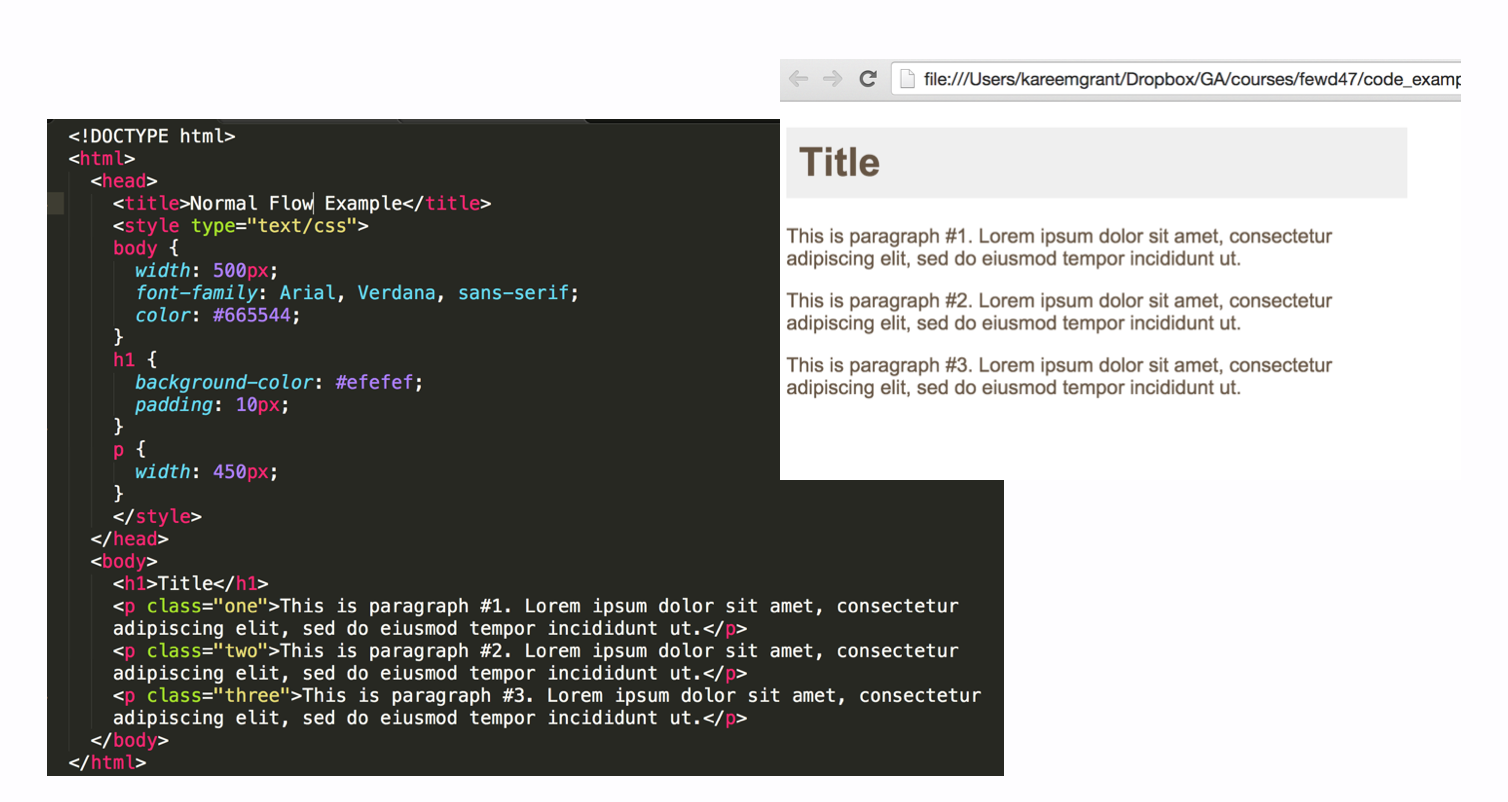 <!DOCTYPE html>
<html>
<head>
<title>Normal Flow Example</title>
<style type="text/css">
body {
width: 500px;
font-family: Arial, Verdana, sans-serif;
color: #665544;
}
h1 {
background-color: #efefef;
padding: 10px;
}
p {
width: 450px;
}
</style>
</head>
<body>
<h1>Title</h1>
<p class="one">This is paragraph #1. Lorem ipsum dolor sit amet, consectetur
adipiscing elit, sed do eiusmod tempor incididunt ut.</p>
<p class="two">This is paragraph #2. Lorem ipsum dolor sit amet, consectetur
adipiscing elit, sed do eiusmod tempor incididunt ut.</p>
<p class="three">This is paragraph #3. Lorem ipsum dolor sit amet, consectetur
adipiscing elit, sed do eiusmod tempor incididunt ut.</p>
</body>
</html>
file:///Users/kareemgrant/Dropbox/GA/courses/fewd47/code_examp
Title
This is paragraph #1. Lorem ipsum dolor sit amet, consectetur
adipiscing elit, sed do eiusmod tempor incididunt ut.
This is paragraph #2. Lorem ipsum dolor sit amet, consectetur
adipiscing elit, sed do eiusmod tempor incididunt ut.
This is paragraph #3. Lorem ipsum dolor sit amet, consectetur
adipiscing elit, sed do eiusmod tempor incididunt ut.